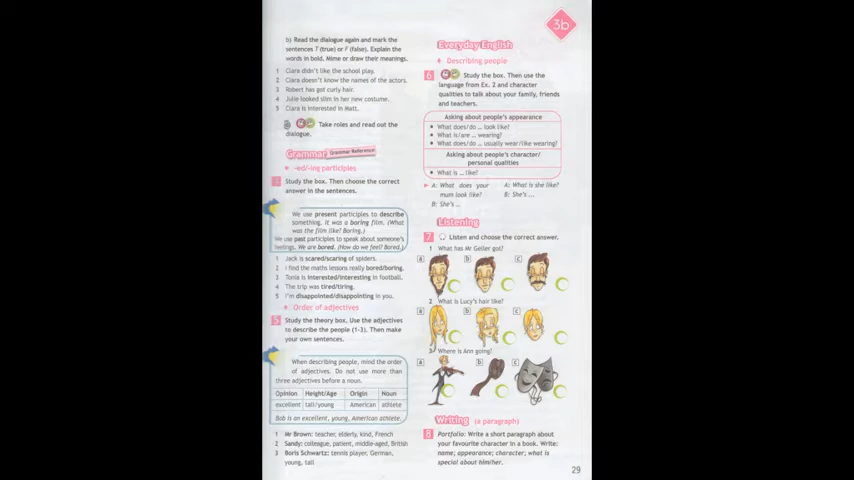 3b
b) Read the dialogue again and mark the
sentences T (true) or F (false). Explain the
words in bold. Mime or draw their meanings.
1 Clara didn't like the school play.
2 Clara doesn't know the names of the actors.
3 Robert has got curly hair.
4 Julie looked slim in her new costume.
5 Clara is interested in Matt.
Take roles and read out the
dialogue.
Grammar Grammar Reference
-ed/-ing participles
Study the box. Then choose the correct
answer in the sentences.
We use present participles to describe
something. It was a boring film. (What
was the film like? Boring.)
We use past participles to speak about someone's
feelings. We are bored. (How do we feel? Bored.)
1 Jack is scared/scaring of spiders.
2 I find the maths lessons really bored/boring.
3 Tonia is interested/interesting in football.
4 The trip was tired/tiring.
5 I'm disappointed/disappointing in you.
Order of adjectives
5 Study the theory box. Use the adjectives
to describe the people (1-3). Then make
your own sentences.
When describing people, mind the order
of adjectives. Do not use more than
three adjectives before a noun.
Opinion Height/Age Origin Noun
excellent tall/young American athlete
Bob is an excellent, young, American athlete.
1 Mr Brown: teacher, elderly, kind, French
2 Sandy: colleague, patient, middle-aged, British
3 Boris Schwartz: tennis player, German,
young, tall
Everyday English
Describing people
6 Study the box. Then use the
language from Ex. 2 and character
qualities to talk about your family, friends
and teachers.
Asking about people's appearance
• What does/do ... look like?
• What is/are ... wearing?
• What does/do ... usually wear/like wearing?
Asking about people's character/
personal qualities
• What is ... like?
A: What does your A: What is she like?
mum look like? B: She's ...
B: She's ...
Listening
7 Listen and choose the correct answer.
1 What has Mr Geller got?
a b c
2 What is Lucy's hair like?
a b c
3 Where is Ann going?
a b c
Writing (a paragraph)
8 Portfolio: Write a short paragraph about
your favourite character in a book. Write:
name; appearance; character; what is
special about him/her.
29